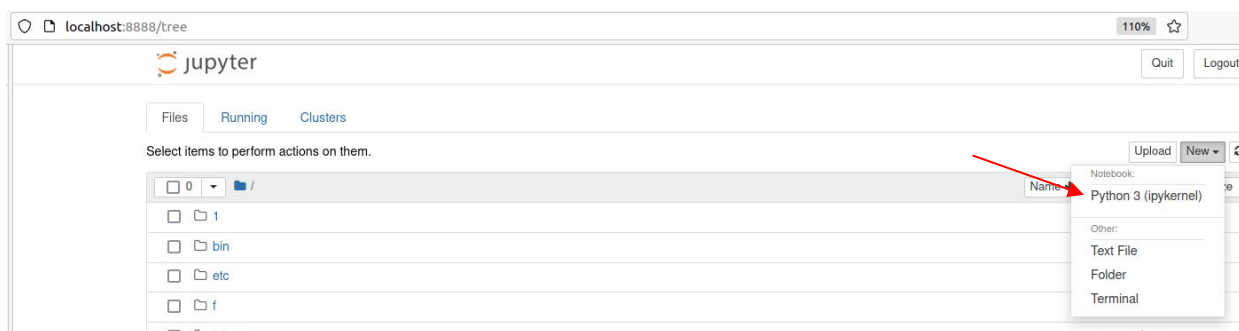 localhost:8888/tree 110%
jupyter Quit Logout
Files Running Clusters
Select items to perform actions on them. Upload New
0 / Name
Notebook:
Python 3 (ipykernel)
1
Other:
bin
Text File
etc
Folder
f
Terminal